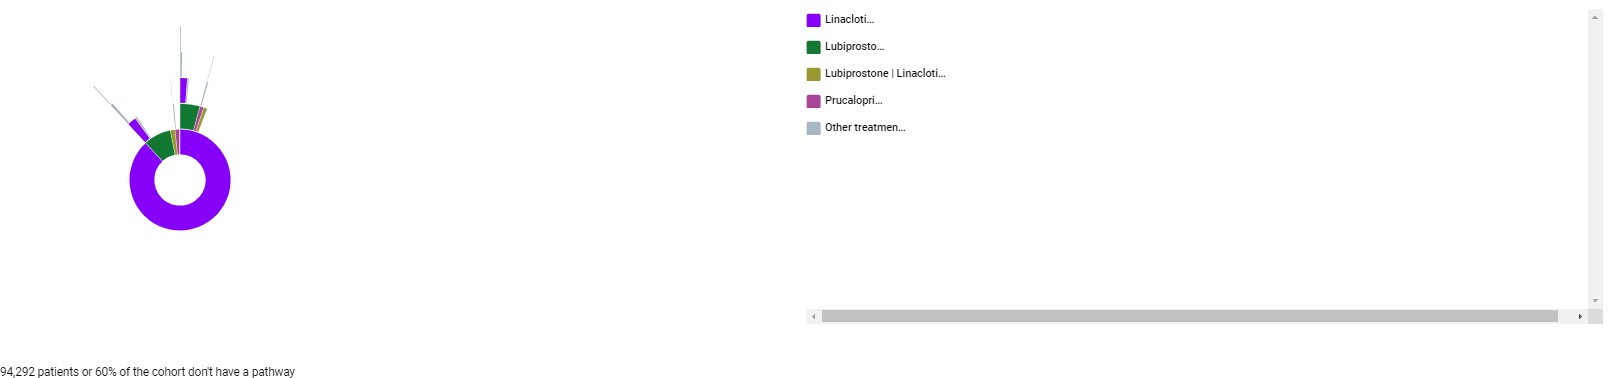 Linacloti...
Lubiprosto...
Lubiprostone | Linacloti...
Prucalopri...
Other treatmen...
94,292 patients or 60% of the cohort don't have a pathway